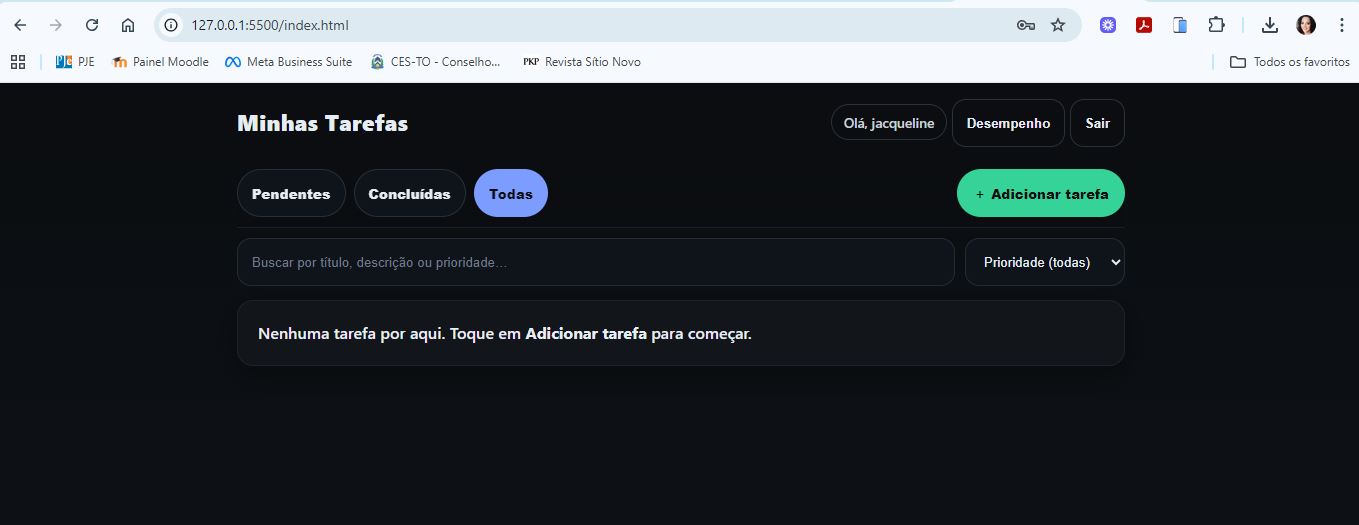 127.0.0.1:5500/index.html
PJe PJE Painel Moodle Meta Business Suite CES-TO - Conselho... PKP Revista Sítio Novo Todos os favoritos
Minhas Tarefas Olá, jacqueline Desempenho Sair
Pendentes Concluídas Todas + Adicionar tarefa
Buscar por título, descrição ou prioridade... Prioridade (todas)
Nenhuma tarefa por aqui. Toque em Adicionar tarefa para começar.